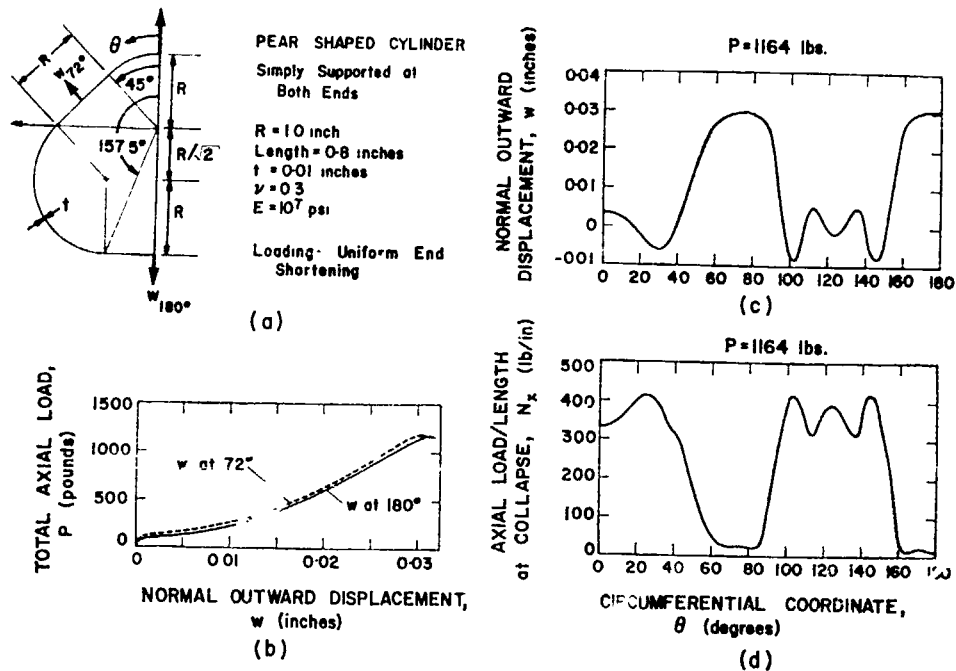 θ
R
W72°
45°
R
157.5°
R/√2
R
t
W180°
(a)
PEAR SHAPED CYLINDER
Simply Supported at
Both Ends
R = 1.0 inch
Length = 0.8 inches
t = 0.01 inches
ν = 0.3
E = 10⁷ psi
Loading- Uniform End
Shortening
TOTAL AXIAL LOAD,
P (pounds)
1500
1000
500
0
w at 72°
w at 180°
0 0.01 0.02 0.03
NORMAL OUTWARD DISPLACEMENT,
w (inches)
(b)
P=1164 lbs.
NORMAL OUTWARD
DISPLACEMENT, w (inches)
0.04
0.03
0.02
0.01
0
-0.01
0 20 40 60 80 100 120 140 160 180
(c)
P=1164 lbs.
AXIAL LOAD/LENGTH
at COLLAPSE, Nx (lb/in)
500
400
300
200
100
0
0 20 40 60 80 100 120 140 160
CIRCUMFERENTIAL COORDINATE,
θ (degrees)
(d)